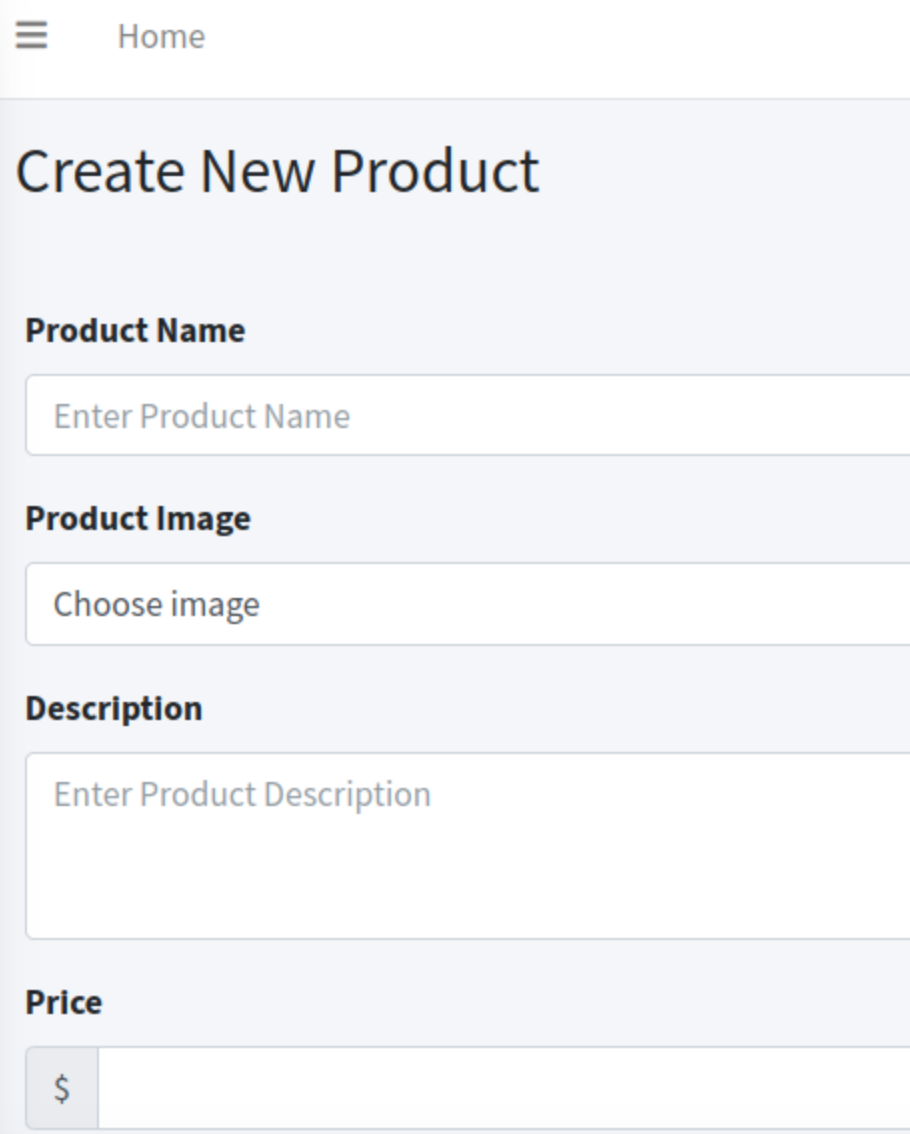 Home
Create New Product
Product Name
Enter Product Name
Product Image
Choose image
Description
Enter Product Description
Price
$